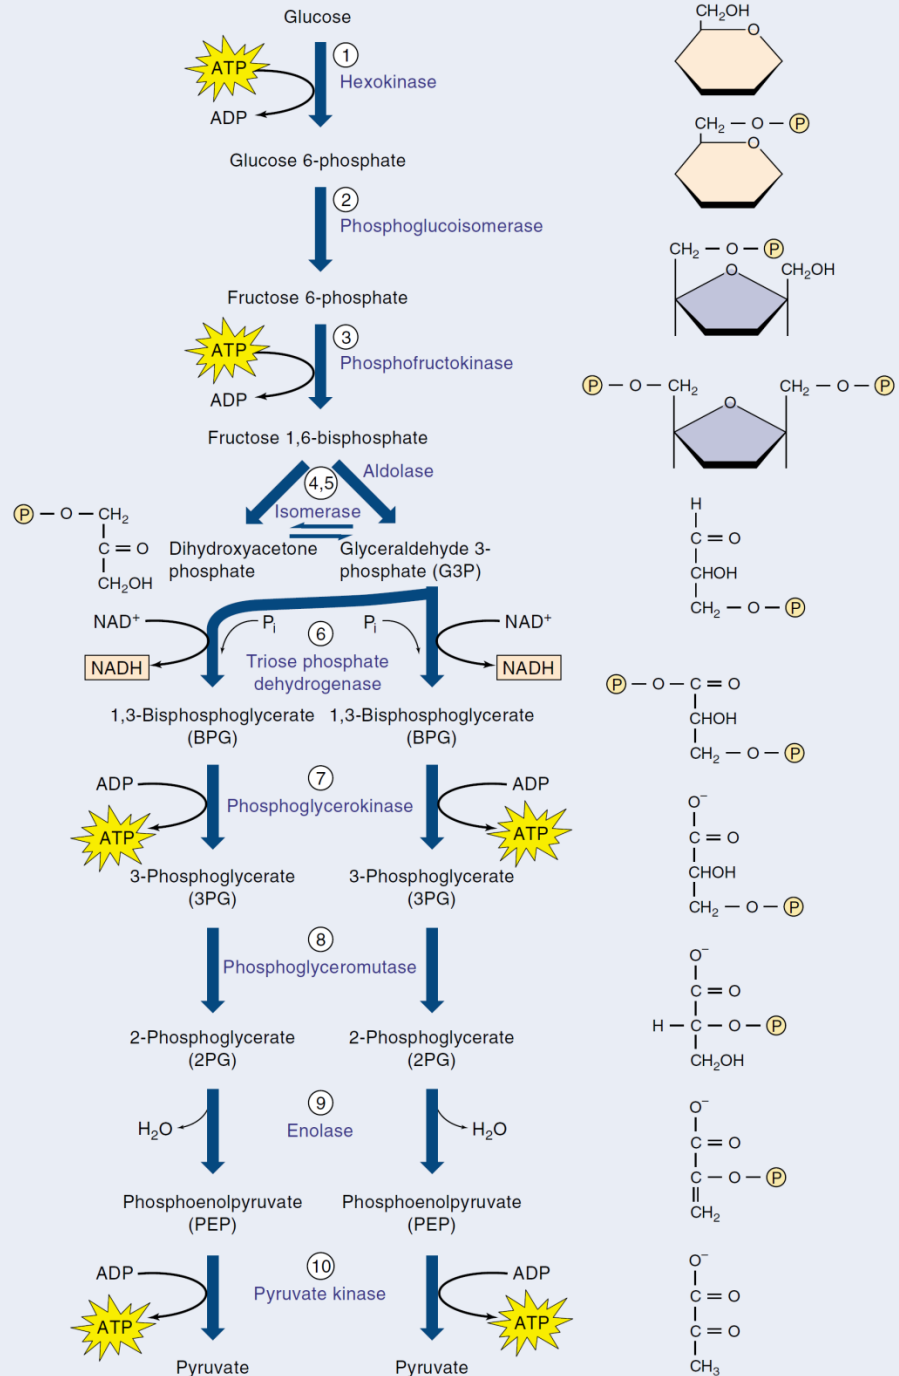 Glucose
ATP
1
Hexokinase
ADP
Glucose 6-phosphate
2
Phosphoglucoisomerase
Fructose 6-phosphate
ATP
3
Phosphofructokinase
ADP
Fructose 1,6-bisphosphate
Aldolase
4,5
Isomerase
Dihydroxyacetone
phosphate
Glyceraldehyde 3-
phosphate (G3P)
NAD⁺
Pᵢ
6
Pᵢ
NAD⁺
Triose phosphate
dehydrogenase
NADH
NADH
1,3-Bisphosphoglycerate
(BPG)
1,3-Bisphosphoglycerate
(BPG)
ADP
7
ADP
Phosphoglycerokinase
ATP
ATP
3-Phosphoglycerate
(3PG)
3-Phosphoglycerate
(3PG)
8
Phosphoglyceromutase
2-Phosphoglycerate
(2PG)
2-Phosphoglycerate
(2PG)
9
H₂O
Enolase
H₂O
Phosphoenolpyruvate
(PEP)
Phosphoenolpyruvate
(PEP)
10
ADP
ADP
Pyruvate kinase
ATP
ATP
Pyruvate
Pyruvate
CH₂OH
O
CH₂ — O — P
O
CH₂ — O — P
O
CH₂OH
P — O — CH₂
CH₂ — O — P
O
P — O — CH₂
C = O
CH₂OH
H
C = O
CHOH
CH₂ — O — P
P — O — C = O
CHOH
CH₂ — O — P
O⁻
C = O
CHOH
CH₂ — O — P
O⁻
C = O
H — C — O — P
CH₂OH
O⁻
C = O
C — O — P
CH₂
O⁻
C = O
C = O
CH₃